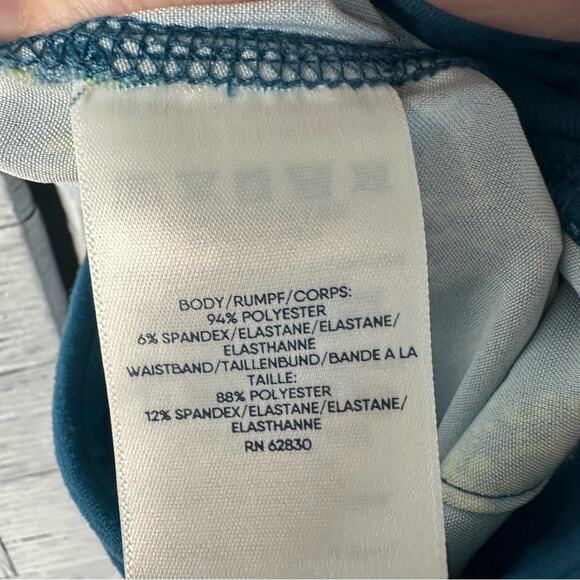 BODY/RUMPF/CORPS:
94% POLYESTER
6% SPANDEX/ELASTANE/ELASTANE/
ELASTHANNE
WAISTBAND/TAILLENBUND/BANDE A LA
TAILLE:
88% POLYESTER
12% SPANDEX/ELASTANE/ELASTANE/
ELASTHANNE
RN 62830